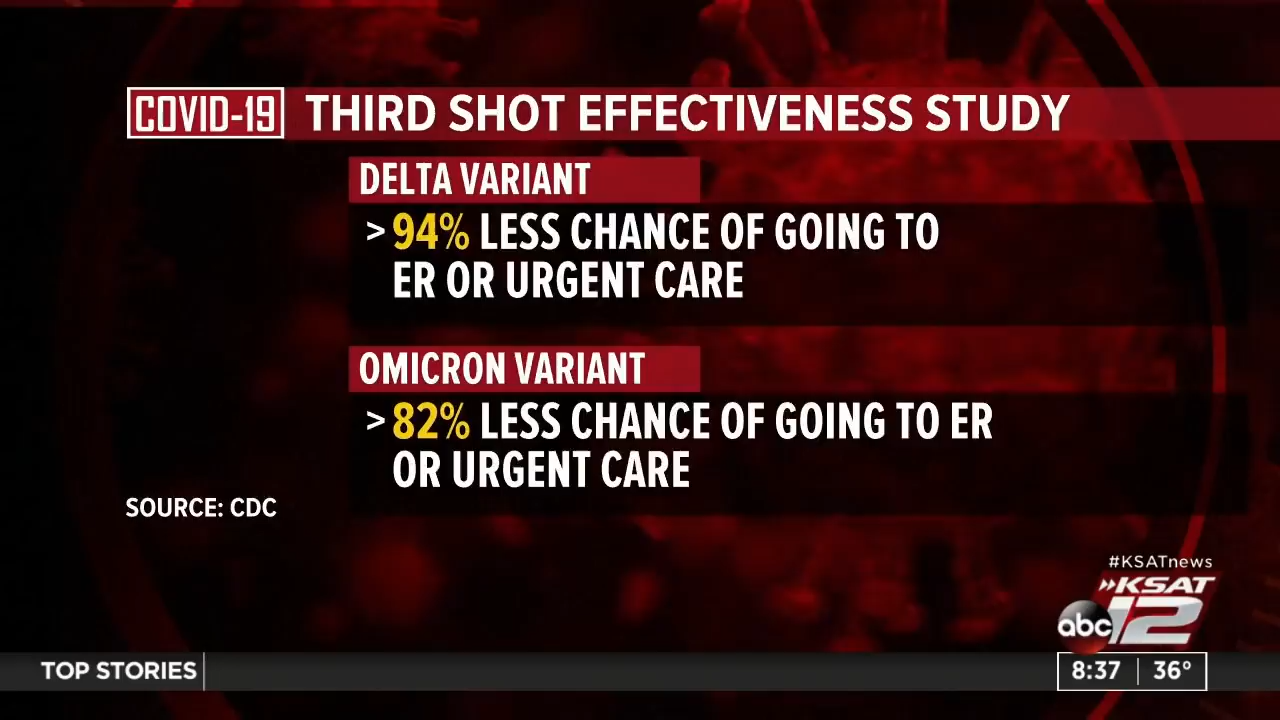 COVID-19 THIRD SHOT EFFECTIVENESS STUDY
DELTA VARIANT
> 94% LESS CHANCE OF GOING TO
ER OR URGENT CARE
OMICRON VARIANT
> 82% LESS CHANCE OF GOING TO ER
OR URGENT CARE
SOURCE: CDC
#KSATnews
KSAT
abc 12
TOP STORIES
8:37 36°